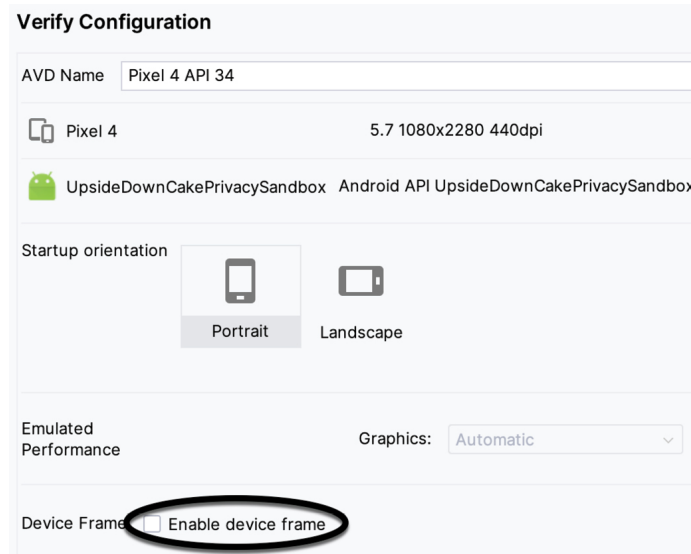 Verify Configuration
AVD Name Pixel 4 API 34
Pixel 4 5.7 1080x2280 440dpi
UpsideDownCakePrivacySandbox Android API UpsideDownCakePrivacySandbox
Startup orientation
Portrait Landscape
Emulated
Performance
Graphics: Automatic
Device Frame Enable device frame